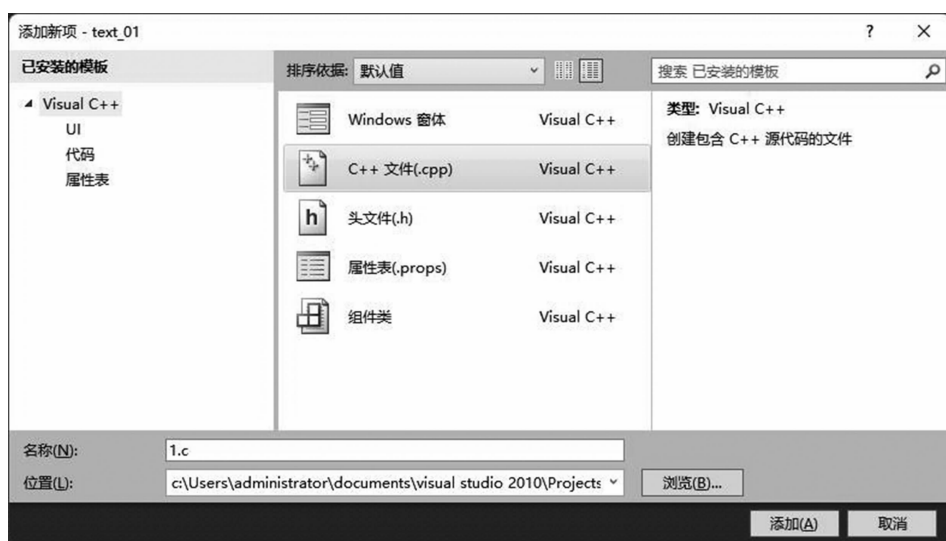 添加新项 - text_01
?
已安装的模板
Visual C++
UI
代码
属性表
排序依据: 默认值
Windows 窗体 Visual C++
C++ 文件(.cpp) Visual C++
h 头文件(.h) Visual C++
属性表(.props) Visual C++
组件类 Visual C++
搜索 已安装的模板
类型: Visual C++
创建包含 C++ 源代码的文件
名称(N): 1.c
位置(L): c:\Users\administrator\documents\visual studio 2010\Projects 浏览(B)...
添加(A) 取消